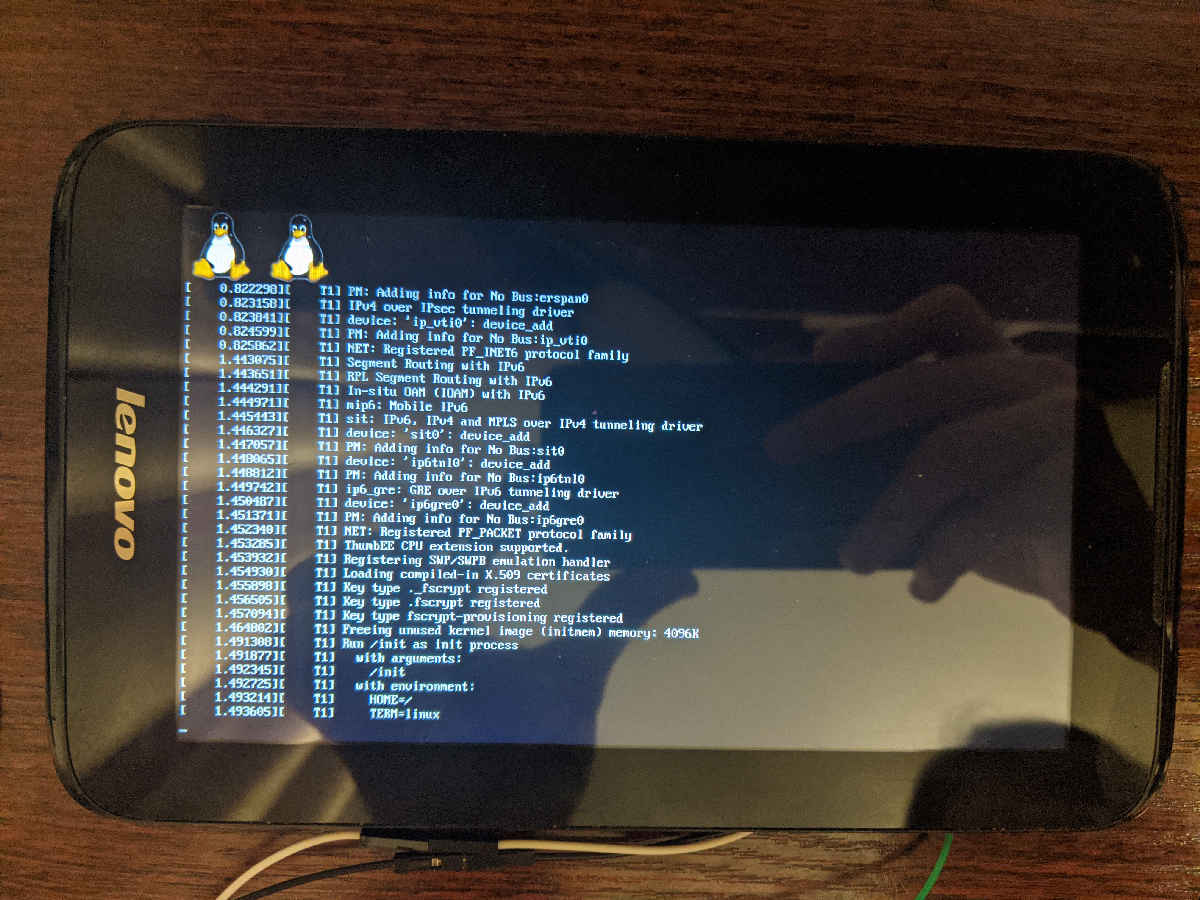 lenovo
[    0.822298][    T1] PM: Adding info for No Bus:erspan0
[    0.823158][    T1] IPv4 over IPsec tunneling driver
[    0.823841][    T1] device: 'ip_vti0': device_add
[    0.824599][    T1] PM: Adding info for No Bus:ip_vti0
[    0.825862][    T1] NET: Registered PF_INET6 protocol family
[    1.443075][    T1] Segment Routing with IPv6
[    1.443651][    T1] RPL Segment Routing with IPv6
[    1.444291][    T1] In-situ OAM (IOAM) with IPv6
[    1.444971][    T1] mip6: Mobile IPv6
[    1.445443][    T1] sit: IPv6, IPv4 and MPLS over IPv4 tunneling driver
[    1.446327][    T1] device: 'sit0': device_add
[    1.447057][    T1] PM: Adding info for No Bus:sit0
[    1.448065][    T1] device: 'ip6tnl0': device_add
[    1.448812][    T1] PM: Adding info for No Bus:ip6tnl0
[    1.449742][    T1] ip6_gre: GRE over IPv6 tunneling driver
[    1.450487][    T1] device: 'ip6gre0': device_add
[    1.451371][    T1] PM: Adding info for No Bus:ip6gre0
[    1.452340][    T1] NET: Registered PF_PACKET protocol family
[    1.453285][    T1] ThumbEE CPU extension supported.
[    1.453932][    T1] Registering SWP/SWPB emulation handler
[    1.454930][    T1] Loading compiled-in X.509 certificates
[    1.455898][    T1] Key type ._fscrypt registered
[    1.456505][    T1] Key type .fscrypt registered
[    1.457094][    T1] Key type fscrypt-provisioning registered
[    1.464802][    T1] Freeing unused kernel image (initmem) memory: 4096K
[    1.491308][    T1] Run /init as init process
[    1.491877][    T1]   with arguments:
[    1.492345][    T1]     /init
[    1.492725][    T1]   with environment:
[    1.493214][    T1]     HOME=/
[    1.493605][    T1]     TERM=linux